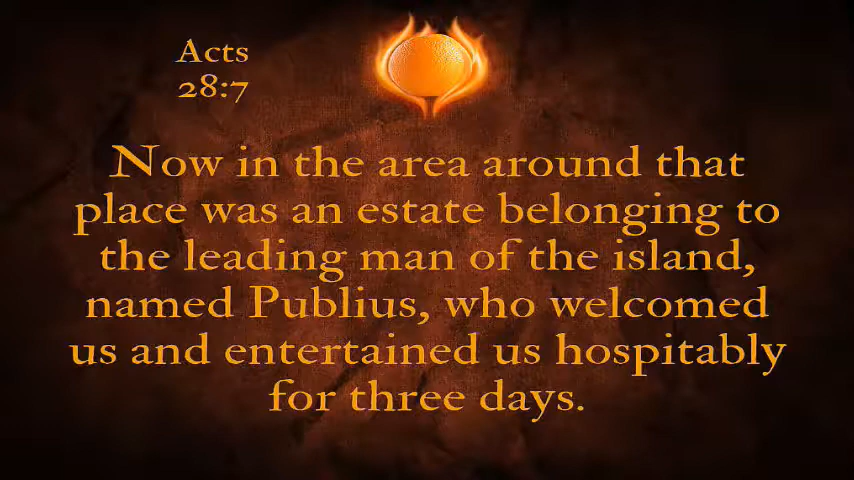 Acts
28:7
Now in the area around that
place was an estate belonging to
the leading man of the island,
named Publius, who welcomed
us and entertained us hospitably
for three days.